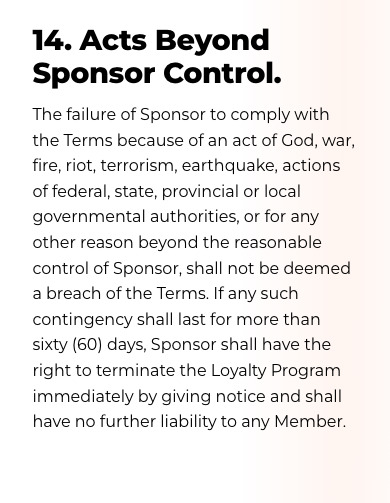 14. Acts Beyond
Sponsor Control.
The failure of Sponsor to comply with
the Terms because of an act of God, war,
fire, riot, terrorism, earthquake, actions
of federal, state, provincial or local
governmental authorities, or for any
other reason beyond the reasonable
control of Sponsor, shall not be deemed
a breach of the Terms. If any such
contingency shall last for more than
sixty (60) days, Sponsor shall have the
right to terminate the Loyalty Program
immediately by giving notice and shall
have no further liability to any Member.